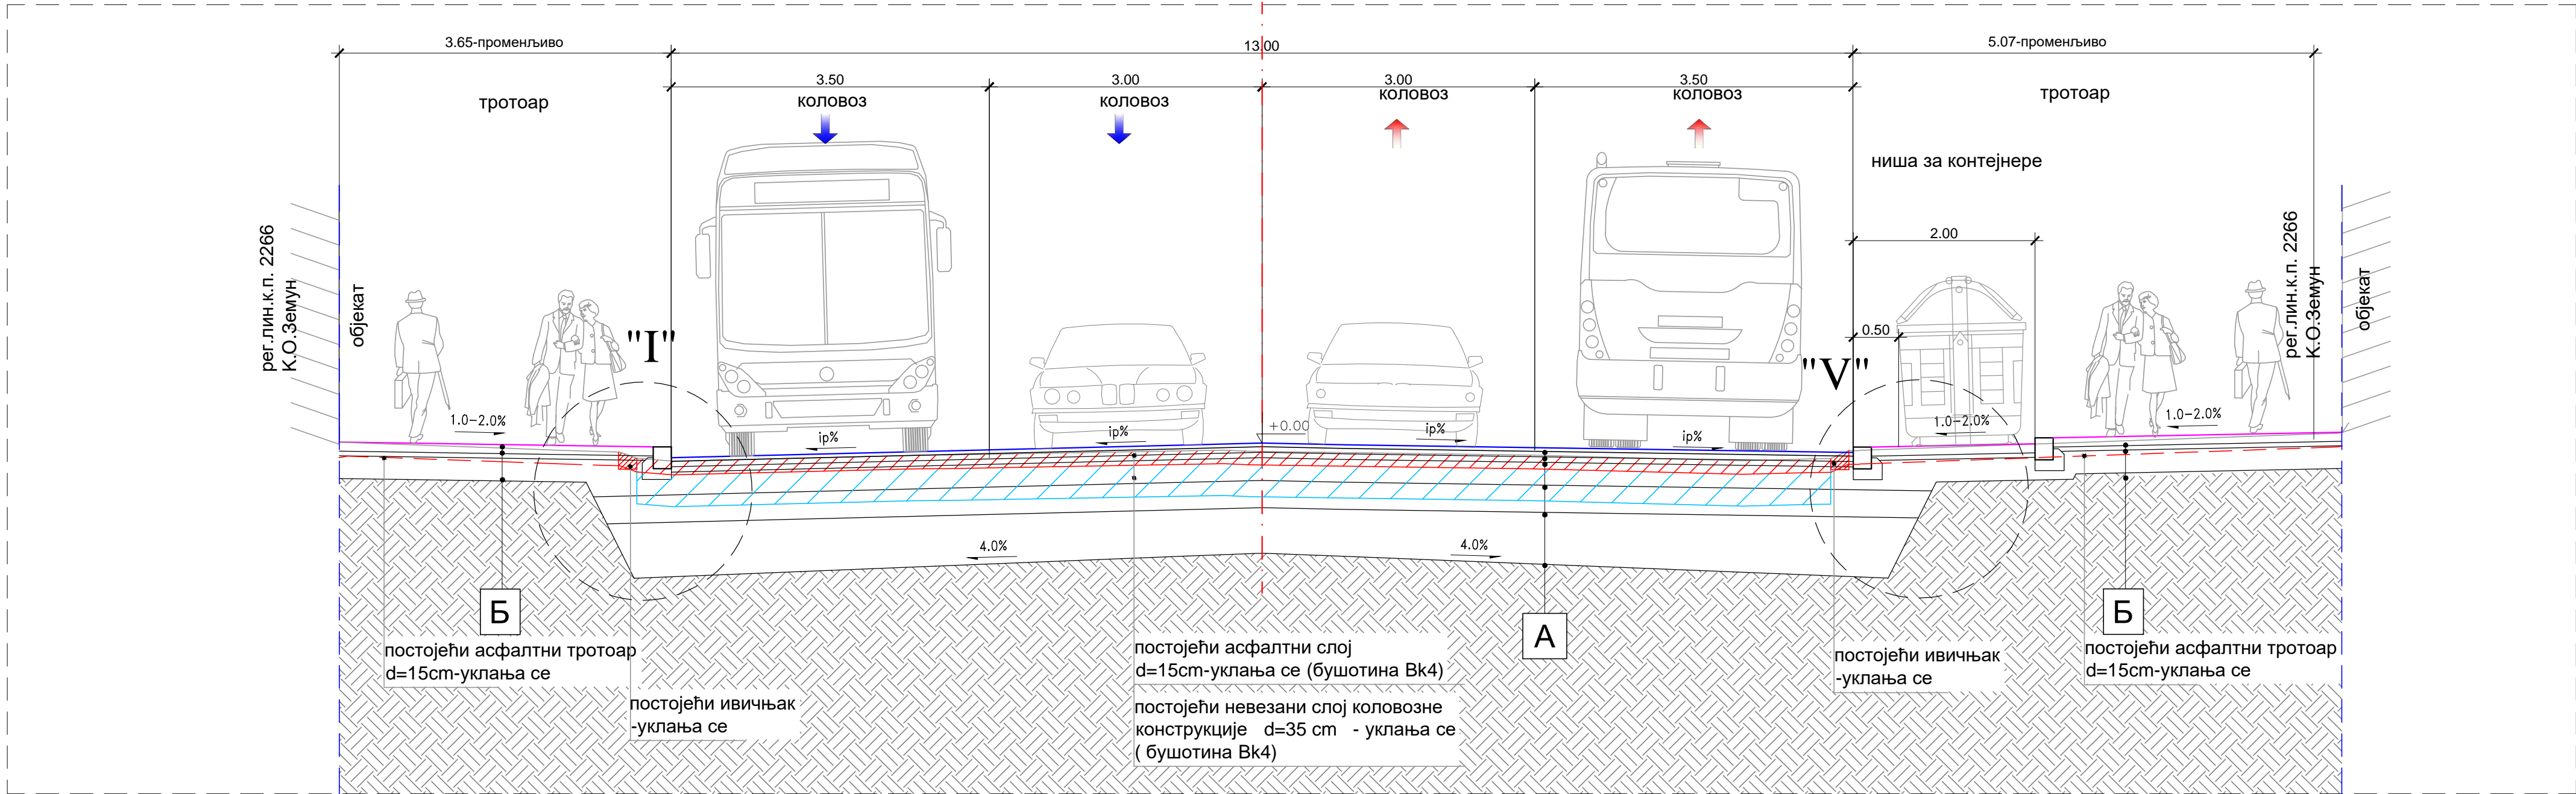 3.65-променљиво
13.00
5.07-променљиво
3.50
3.00
3.00
3.50
тротоар
коловоз
коловоз
коловоз
коловоз
тротоар
ниша за контејнере
2.00
0.50
рег.лин.к.п. 2266
К.О.Земун
објекат
"I"
"V"
рег.лин.к.п. 2266
К.О.Земун
објекат
1.0-2.0%
ip%
ip%
+0.00
ip%
ip%
1.0-2.0%
1.0-2.0%
4.0%
4.0%
Б
А
Б
постојећи асфалтни тротоар
d=15cm-уклања се
постојећи ивичњак
-уклања се
постојећи асфалтни слој
d=15cm-уклања се (бушотина Bk4)
постојећи невезани слој коловозне
конструкције d=35 cm - уклања се
( бушотина Bk4)
постојећи ивичњак
-уклања се
постојећи асфалтни тротоар
d=15cm-уклања се